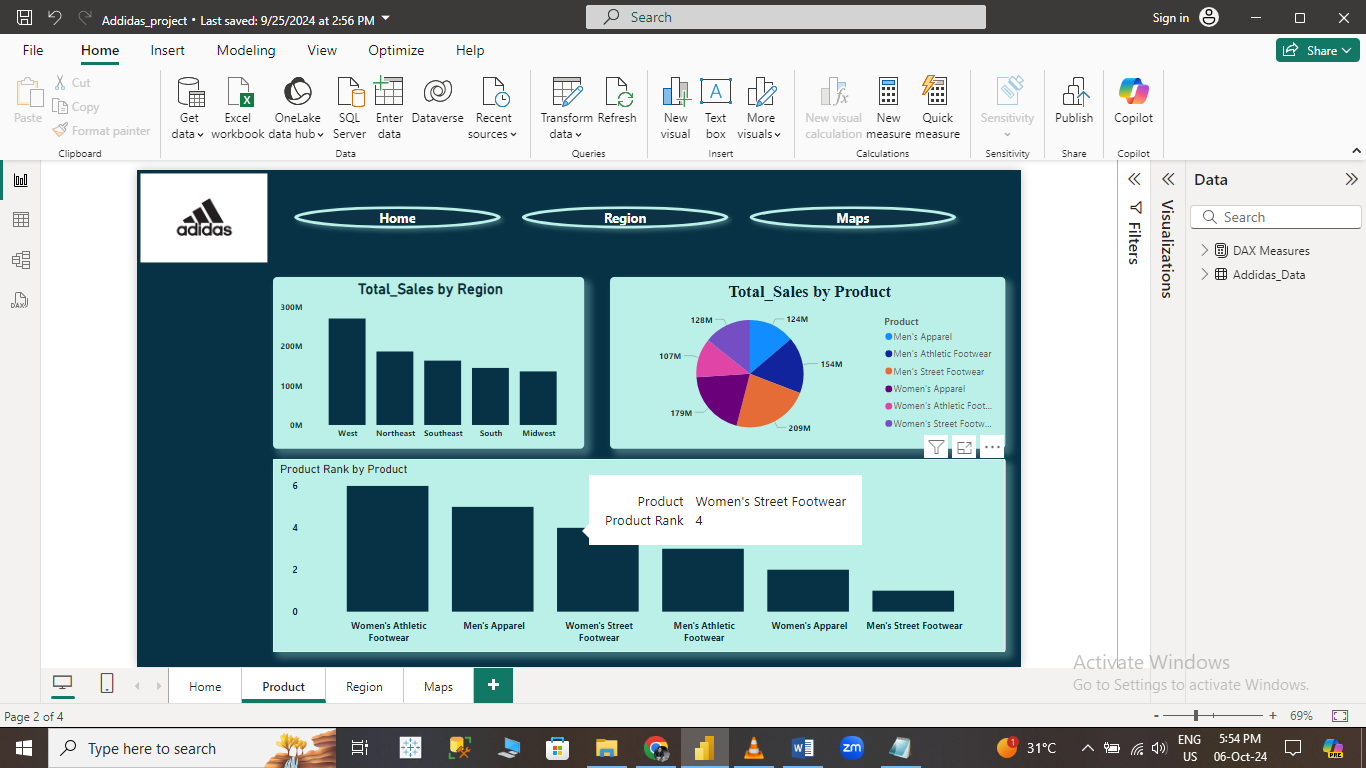 Addidas_project • Last saved: 9/25/2024 at 2:56 PM
Search
Sign in
File Home Insert Modeling View Optimize Help
Share
Paste
Cut
Copy
Format painter
Clipboard
Get data
Excel workbook
OneLake data hub
SQL Server
Enter data
Dataverse
Recent sources
Data
Transform data
Refresh
Queries
New visual
Text box
More visuals
Insert
New visual calculation
New measure
Quick measure
Calculations
Sensitivity
Sensitivity
Publish
Share
Copilot
Copilot
adidas
Home
Region
Maps
Total_Sales by Region
300M
200M
100M
0M
West Northeast Southeast South Midwest
Total_Sales by Product
128M
124M
107M
154M
179M
209M
Product
Men's Apparel
Men's Athletic Footwear
Men's Street Footwear
Women's Apparel
Women's Athletic Foot...
Women's Street Footw...
Product Rank by Product
6
4
2
0
Product Women's Street Footwear
Product Rank 4
Women's Athletic Footwear
Men's Apparel
Women's Street Footwear
Men's Athletic Footwear
Women's Apparel
Men's Street Footwear
Filters
Visualizations
Data
Search
DAX Measures
Addidas_Data
DAX
Activate Windows
Go to Settings to activate Windows.
Home
Product
Region
Maps
+
Page 2 of 4
- + 69%
Type here to search
zm
1
31°C
ENG
US
5:54 PM
06-Oct-24
PRE